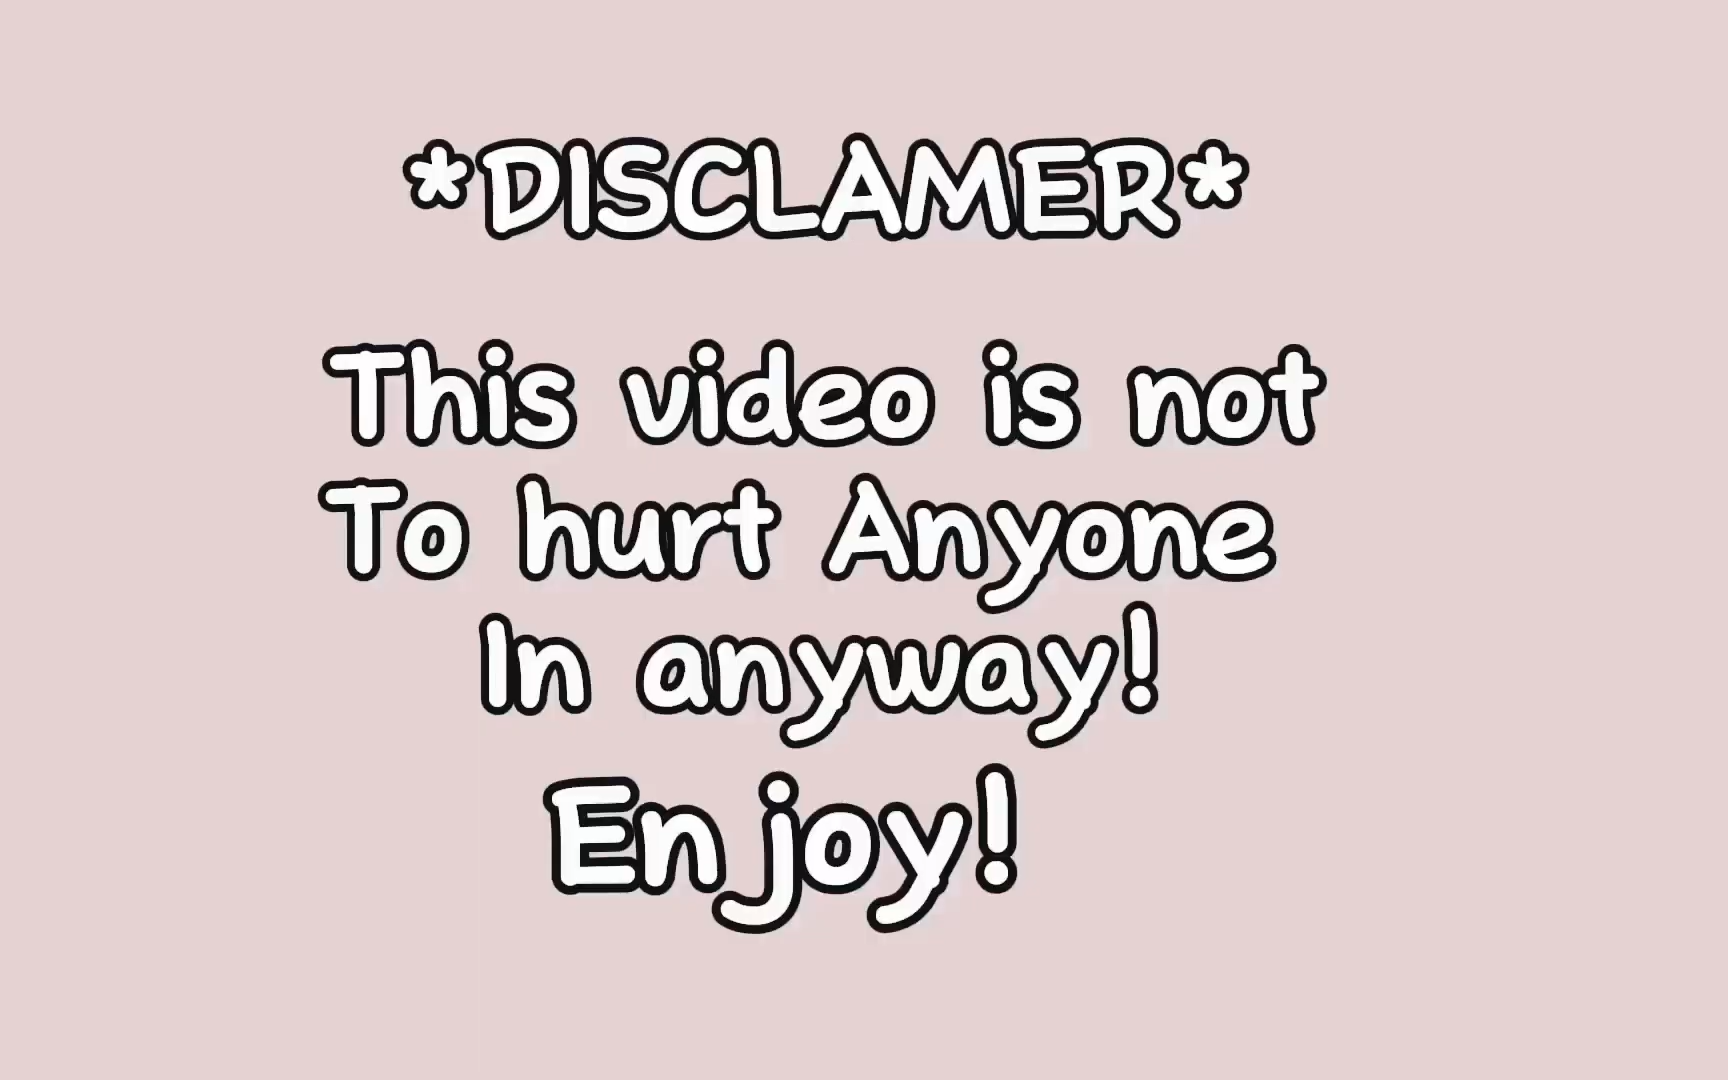 *DISCLAMER*
This video is not
To hurt Anyone
In anyway!
Enjoy!